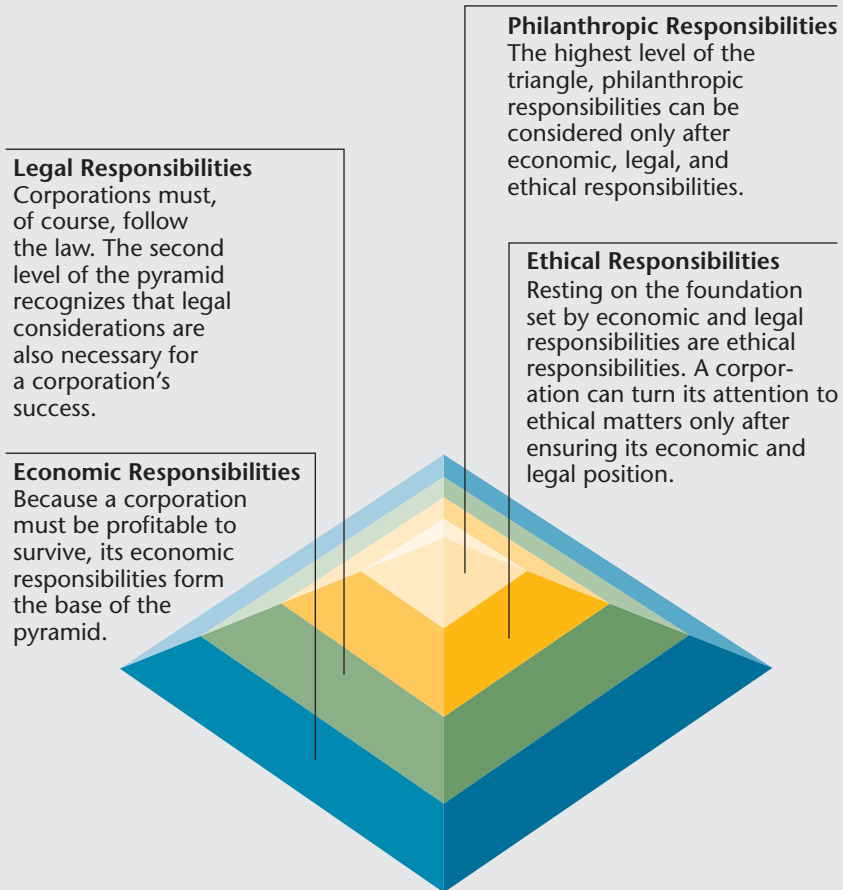 Philanthropic Responsibilities
The highest level of the
triangle, philanthropic
responsibilities can be
considered only after
economic, legal, and
ethical responsibilities.
Legal Responsibilities
Corporations must,
of course, follow
the law. The second
level of the pyramid
recognizes that legal
considerations are
also necessary for
a corporation's
success.
Ethical Responsibilities
Resting on the foundation
set by economic and legal
responsibilities are ethical
responsibilities. A corpor-
ation can turn its attention to
ethical matters only after
ensuring its economic and
legal position.
Economic Responsibilities
Because a corporation
must be profitable to
survive, its economic
responsibilities form
the base of the
pyramid.